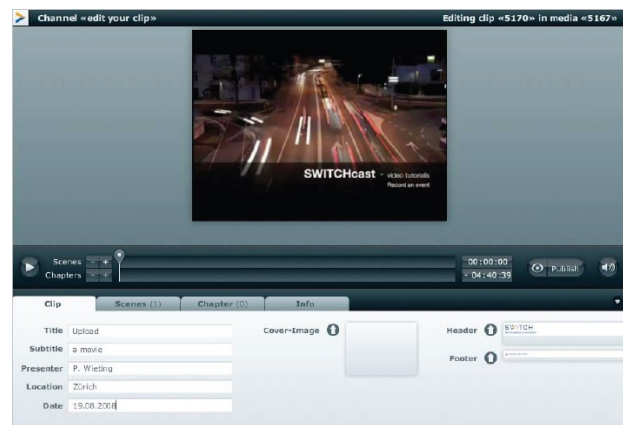 Channel «edit your clip» Editing clip «5170» in media «5167»
SWITCHcast - video tutorials
Record an event
Scenes - + 00:00:00
Chapters - + - 04:40:39
Publish
Clip Scenes (1) Chapter (0) Info
Title Upload Cover-Image Header SWITCH
Subtitle a movie
Footer
Presenter P. Wieting
Location Zürich
Date 19.08.2008